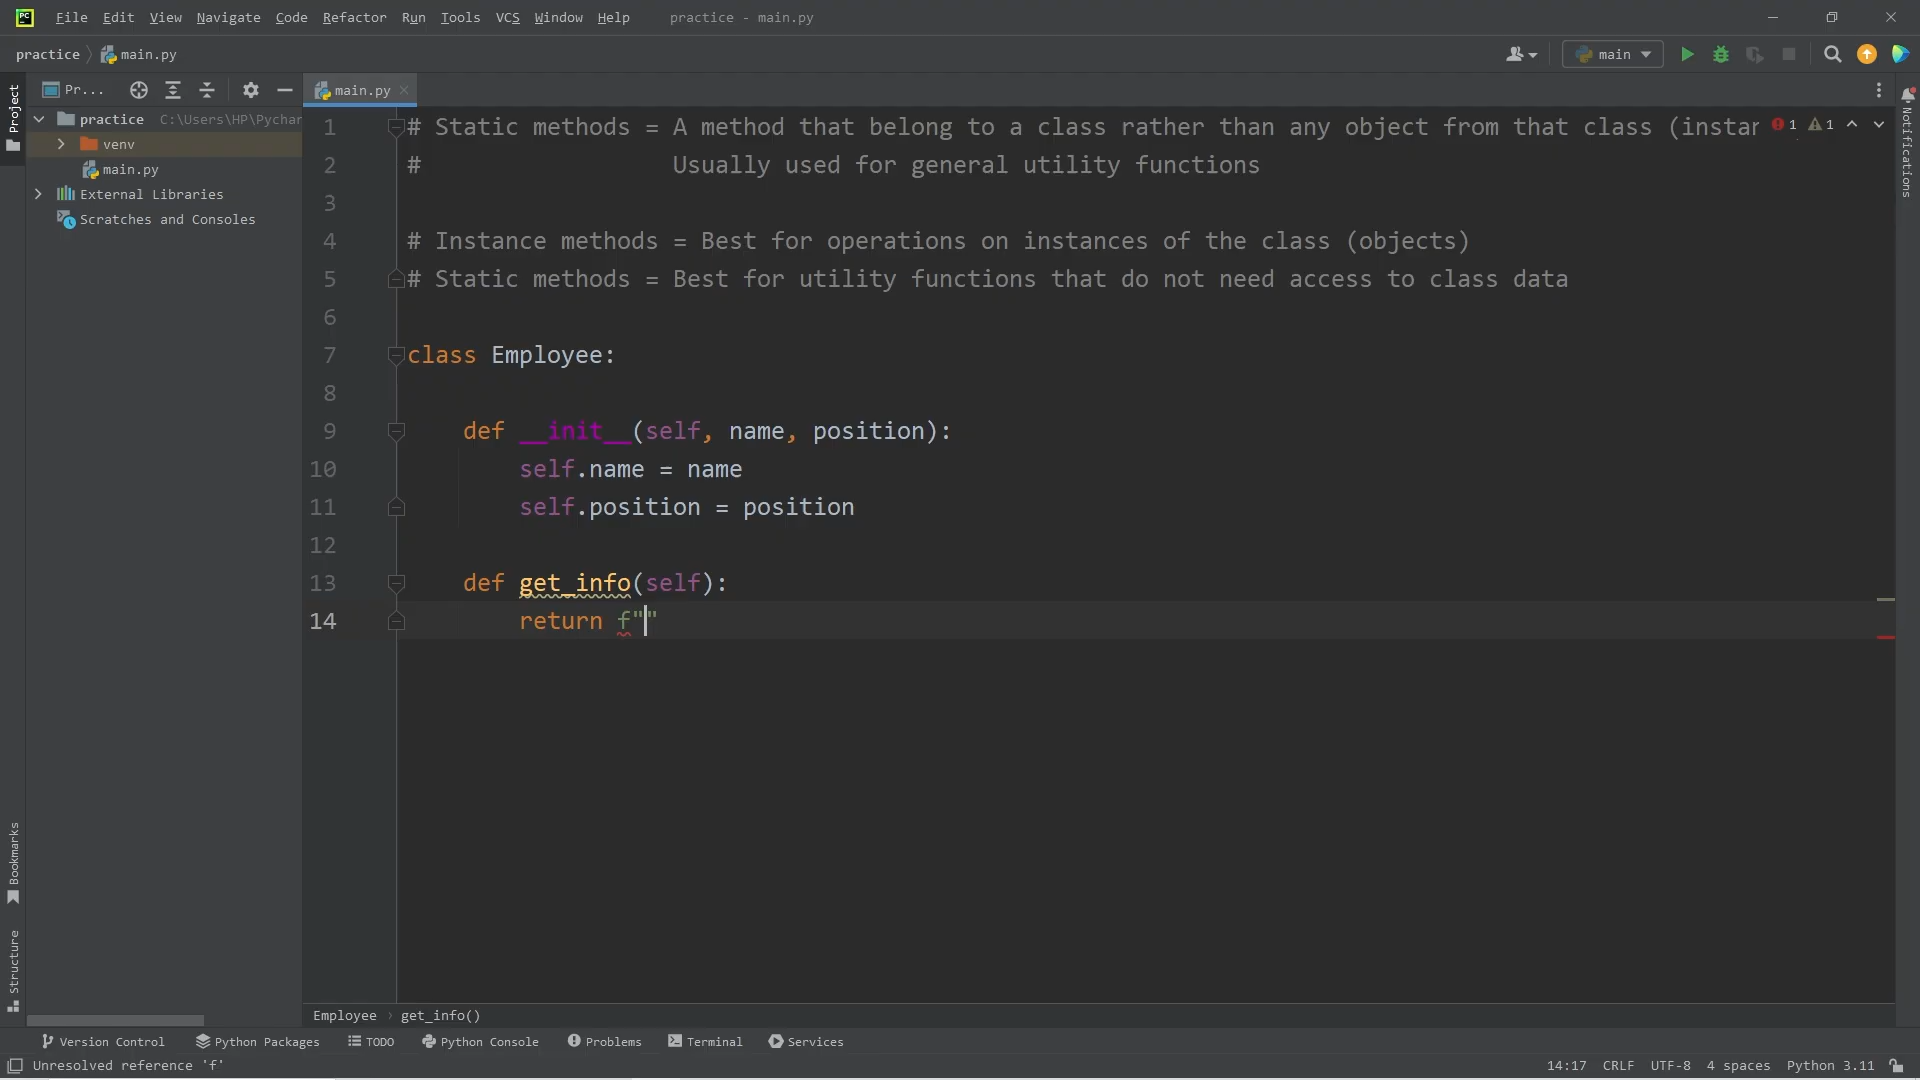 File Edit View Navigate Code Refactor Run Tools VCS Window Help practice - main.py
practice main.py
main
Project
Pr...
main.py
practice C:\Users\HP\Pychar
venv
main.py
External Libraries
Scratches and Consoles
Bookmarks
Structure
1 # Static methods = A method that belong to a class rather than any object from that class (instar
1 1
2 # Usually used for general utility functions
3
4 # Instance methods = Best for operations on instances of the class (objects)
5 # Static methods = Best for utility functions that do not need access to class data
6
7 class Employee:
8
9 def __init__(self, name, position):
10 self.name = name
11 self.position = position
12
13 def get_info(self):
14 return f""
Notifications
Employee get_info()
Version Control Python Packages TODO Python Console Problems Terminal Services
Unresolved reference 'f' 14:17 CRLF UTF-8 4 spaces Python 3.11